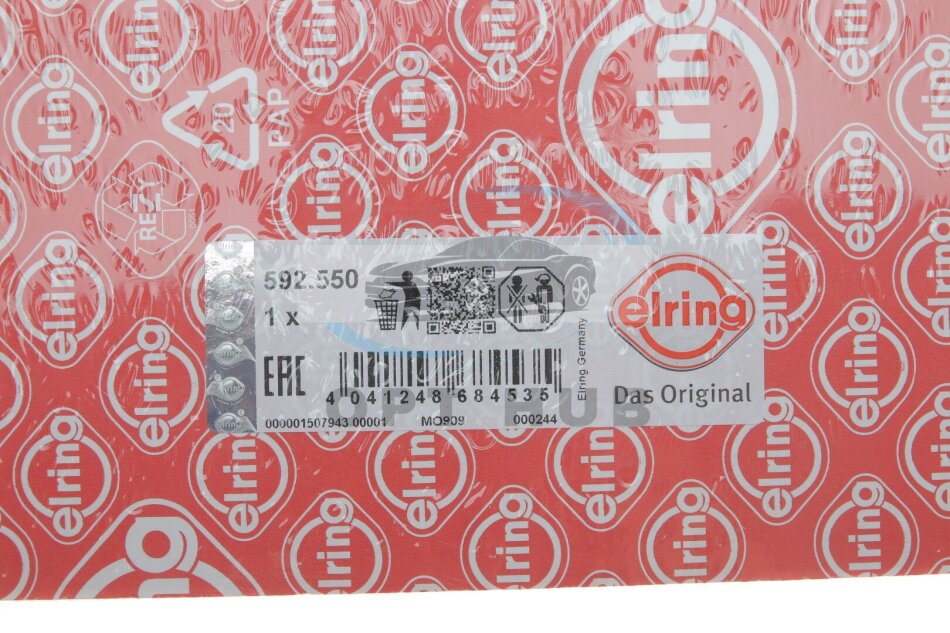 elring
20
PAP
RESY
592.550
1 x
EAC
4 041248 684535
000001507943 00001 MO909 000244
Elring Germany
elring
Das Original